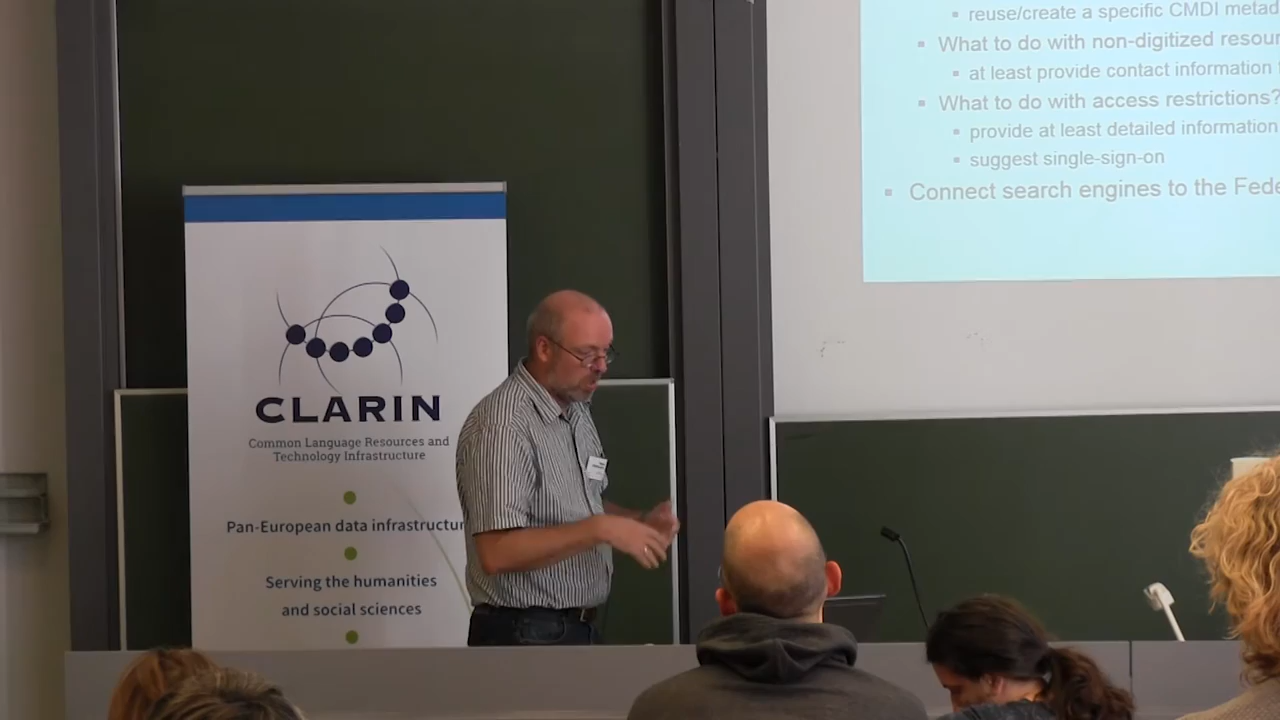 CLARIN
Common Language Resources and
Technology Infrastructure
Pan-European data infrastructur
Serving the humanities
and social sciences
reuse/create a specific CMDI metad
What to do with non-digitized resour
at least provide contact information
What to do with access restrictions?
provide at least detailed information
suggest single-sign-on
Connect search engines to the Fede